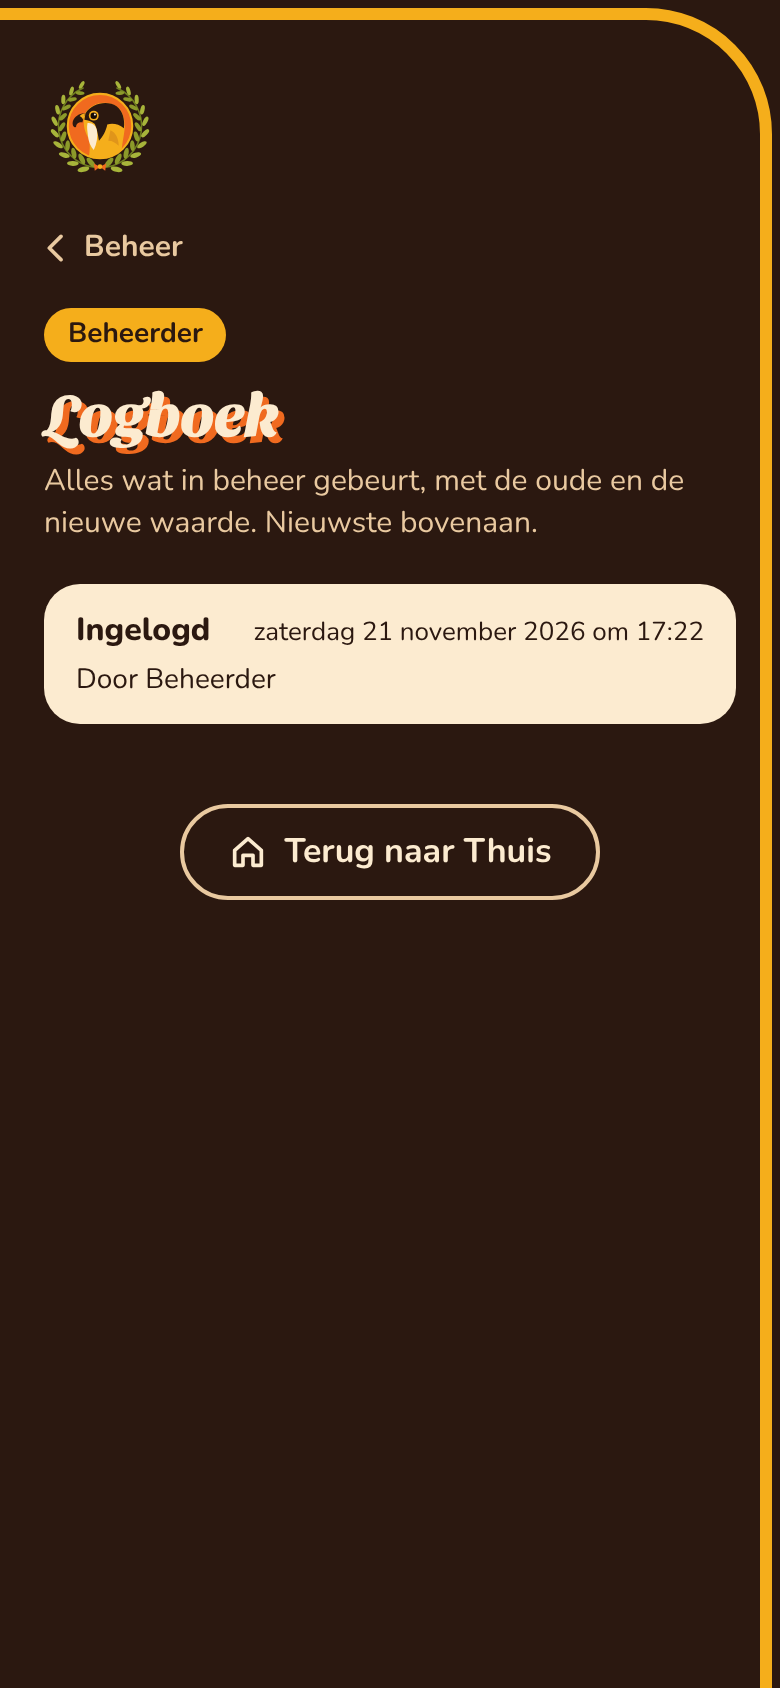 Beheer
Beheerder
Logboek
Alles wat in beheer gebeurt, met de oude en de
nieuwe waarde. Nieuwste bovenaan.
Ingelogd zaterdag 21 november 2026 om 17:22
Door Beheerder
Terug naar Thuis